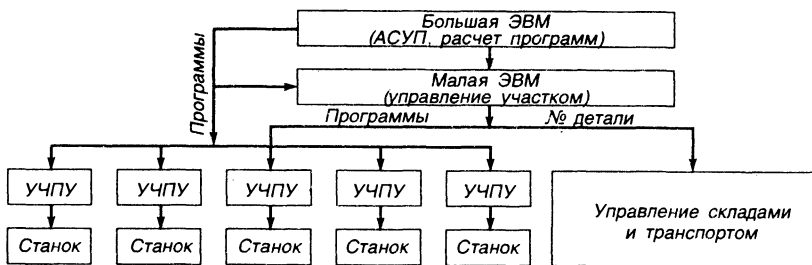 Большая ЭВМ
(АСУП, расчет программ)
Программы
Малая ЭВМ
(управление участком)
Программы
№ детали
УЧПУ УЧПУ УЧПУ УЧПУ УЧПУ
Станок Станок Станок Станок Станок
Управление складами
и транспортом